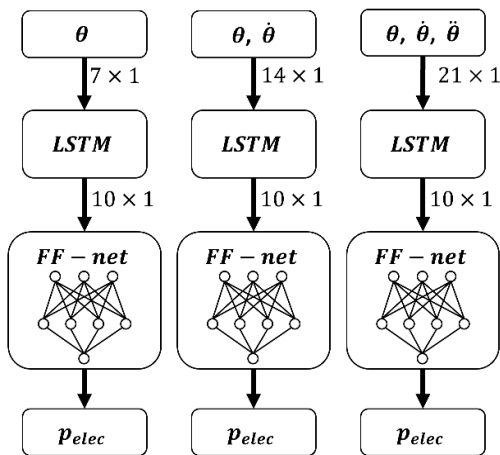 θ
7 × 1
LSTM
10 × 1
FF − net
p_elec
θ, θ̇
14 × 1
LSTM
10 × 1
FF − net
p_elec
θ, θ̇, θ̈
21 × 1
LSTM
10 × 1
FF − net
p_elec